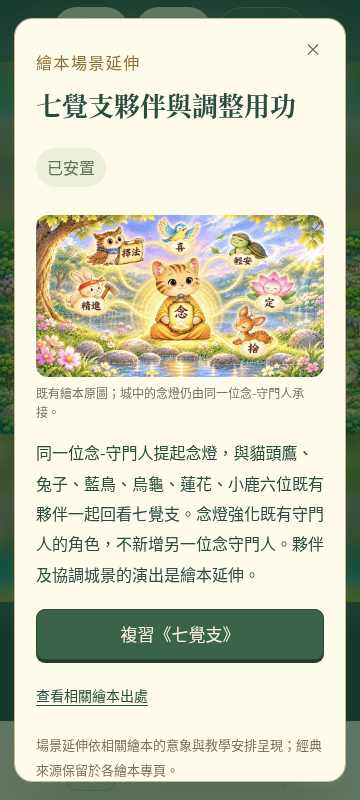 繪本場景延伸
七覺支夥伴與調整用功
已安置
擇法
喜
輕安
精進
念
定
捨
既有繪本原圖；城中的念燈仍由同一位念-守門人承
接。
同一位念-守門人提起念燈，與貓頭鷹、
兔子、藍鳥、烏龜、蓮花、小鹿六位既有
夥伴一起回看七覺支。念燈強化既有守門
人的角色，不新增另一位念守門人。夥伴
及協調城景的演出是繪本延伸。
複習《七覺支》
查看相關繪本出處
場景延伸依相關繪本的意象與教學安排呈現；經典
來源保留於各繪本專頁。